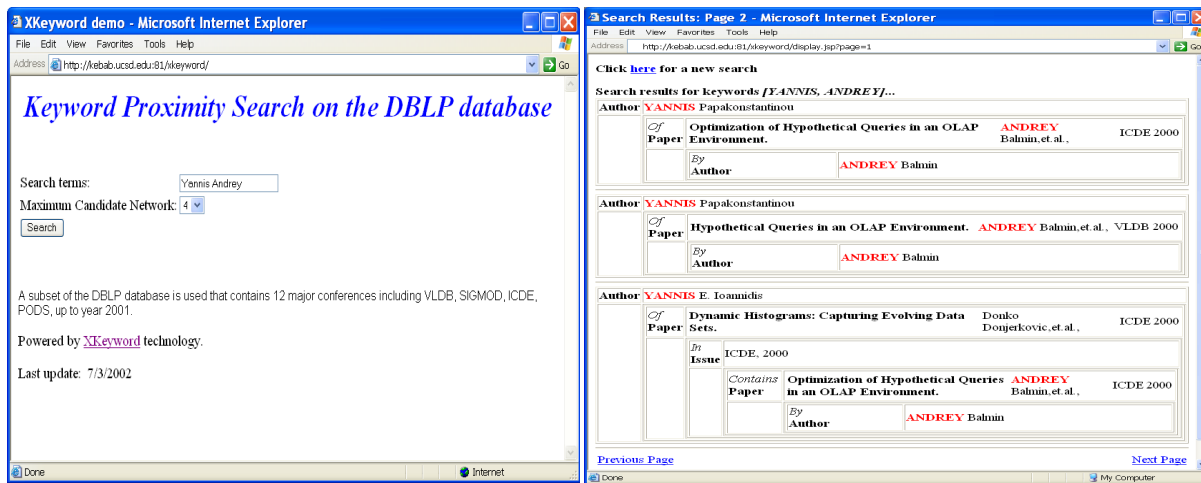 XKeyword demo - Microsoft Internet Explorer
File Edit View Favorites Tools Help
Address http://kebab.ucsd.edu:81/xkeyword/ Go
Keyword Proximity Search on the DBLP database
Search terms: Yannis Andrey
Maximum Candidate Network: 4
Search
A subset of the DBLP database is used that contains 12 major conferences including VLDB, SIGMOD, ICDE,
PODS, up to year 2001.
Powered by XKeyword technology.
Last update: 7/3/2002
Done Internet
Search Results: Page 2 - Microsoft Internet Explorer
File Edit View Favorites Tools Help
Address http://kebab.ucsd.edu:81/xkeyword/display.jsp?page=1 Go
Click here for a new search
Search results for keywords [YANNIS, ANDREY]...
Author YANNIS Papakonstantinou
Of Paper Optimization of Hypothetical Queries in an OLAP Environment. ANDREY Balmin,et.al., ICDE 2000
By Author ANDREY Balmin
Author YANNIS Papakonstantinou
Of Paper Hypothetical Queries in an OLAP Environment. ANDREY Balmin,et.al., VLDB 2000
By Author ANDREY Balmin
Author YANNIS E. Ioannidis
Of Paper Dynamic Histograms: Capturing Evolving Data Sets. Donko Donjerkovic,et.al., ICDE 2000
In Issue ICDE, 2000
Contains Paper Optimization of Hypothetical Queries in an OLAP Environment. ANDREY Balmin,et.al., ICDE 2000
By Author ANDREY Balmin
Previous Page Next Page
Done My Computer